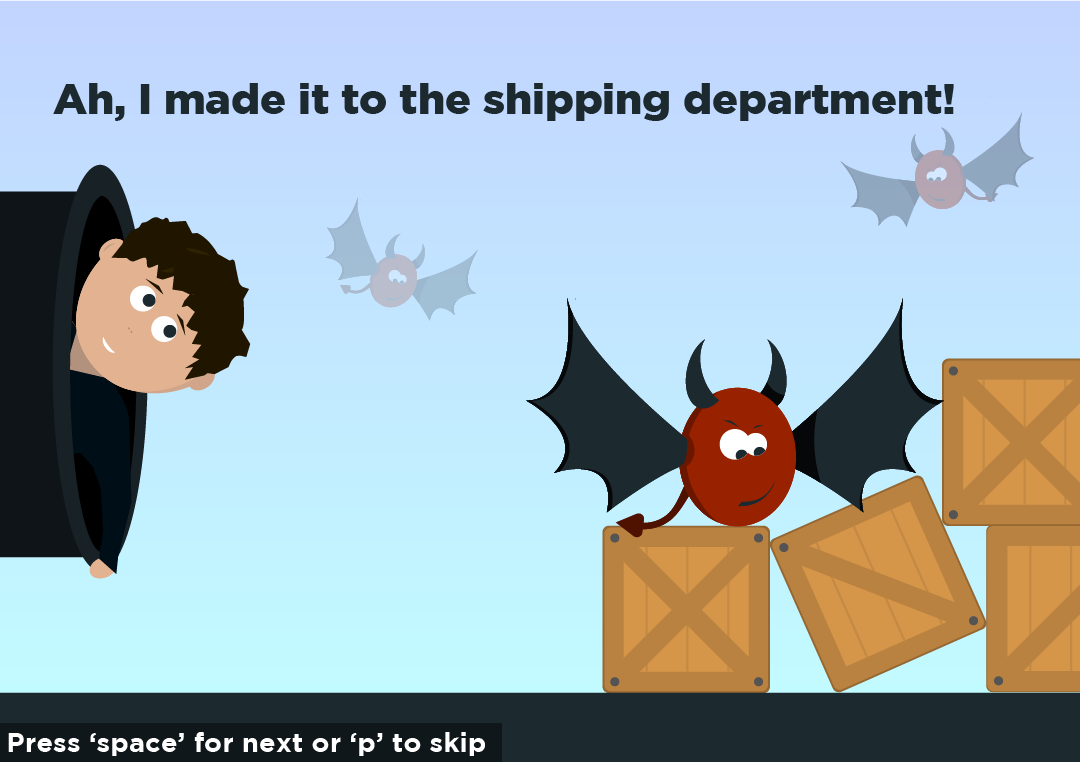 Ah, I made it to the shipping department!
Press ‘space’ for next or ‘p’ to skip